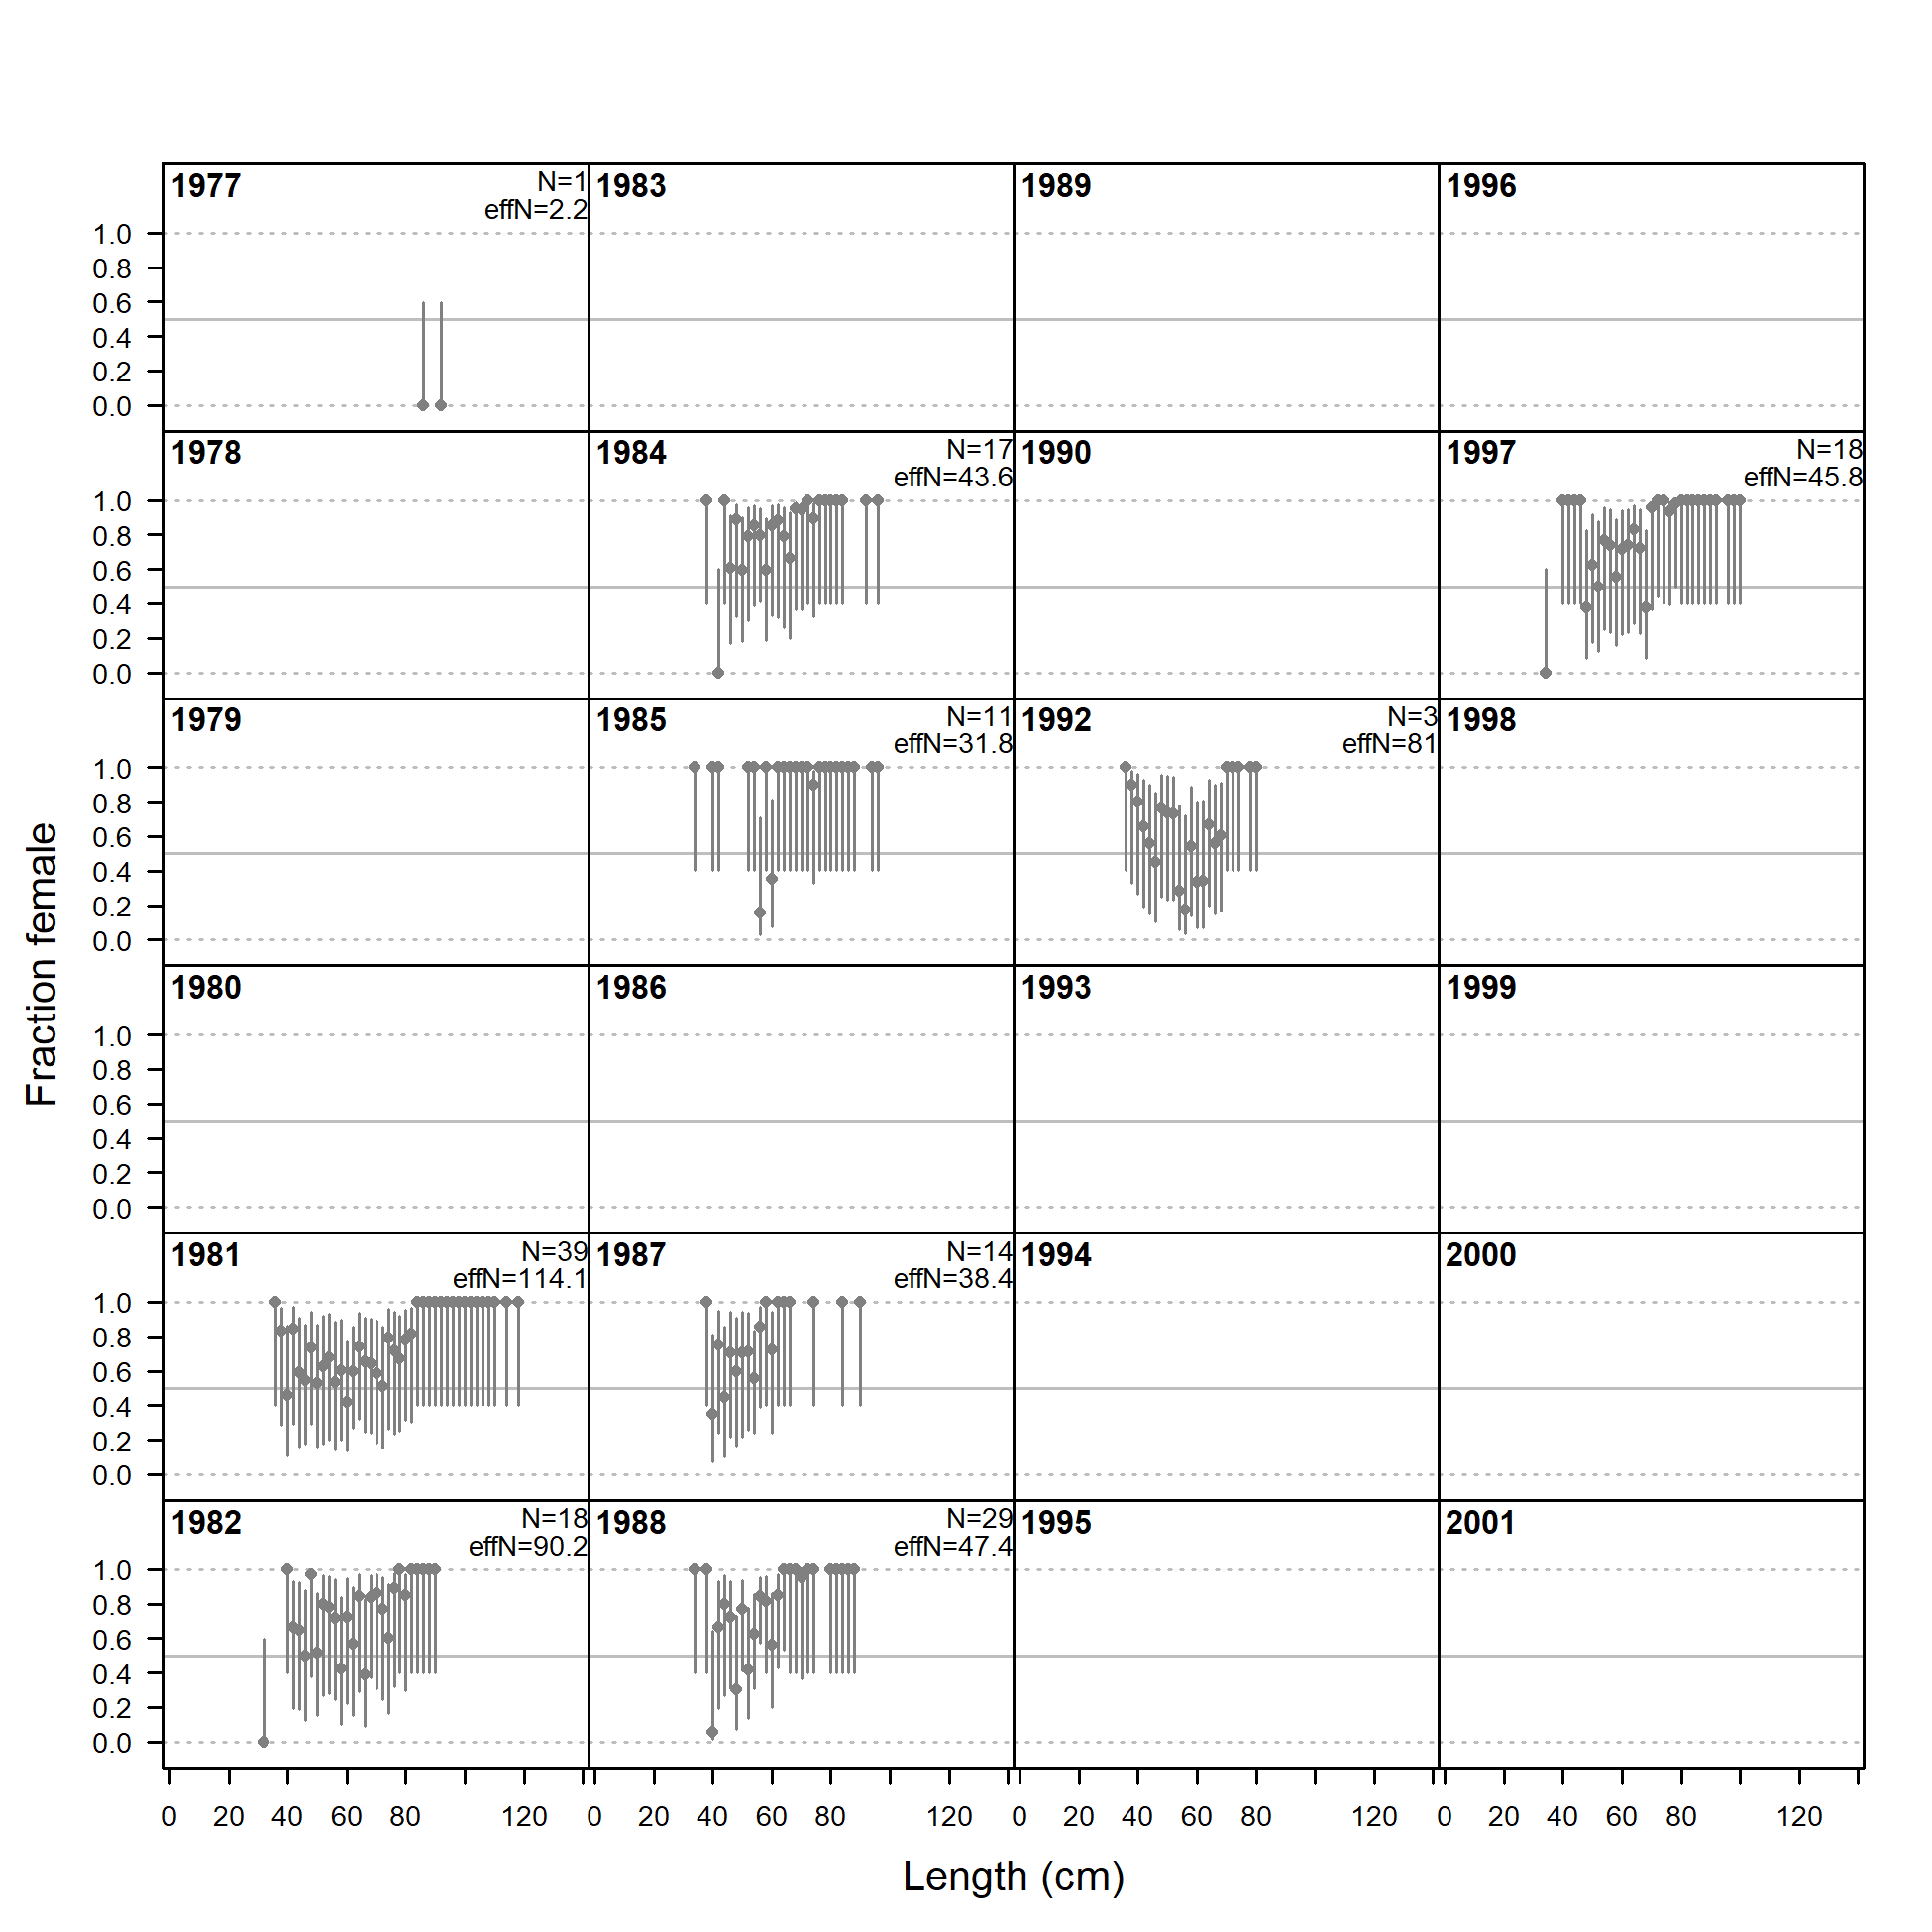 1977 N=1 1983 1989 1996
effN=2.2
1.0
0.8
0.6
0.4
0.2
0.0
1978 1984 N=17 1990 1997 N=18
effN=43.6 effN=45.8
1.0
0.8
0.6
0.4
0.2
0.0
1979 1985 N=11 1992 N=3 1998
effN=31.8 effN=81
1.0
0.8
0.6
0.4
0.2
0.0
Fraction female
1980 1986 1993 1999
1.0
0.8
0.6
0.4
0.2
0.0
1981 N=39 1987 N=14 1994 2000
effN=114.1 effN=38.4
1.0
0.8
0.6
0.4
0.2
0.0
1982 N=18 1988 N=29 1995 2001
effN=90.2 effN=47.4
1.0
0.8
0.6
0.4
0.2
0.0
0 20 40 60 80 120 0 20 40 60 80 120 0 20 40 60 80 120 0 20 40 60 80 120
Length (cm)